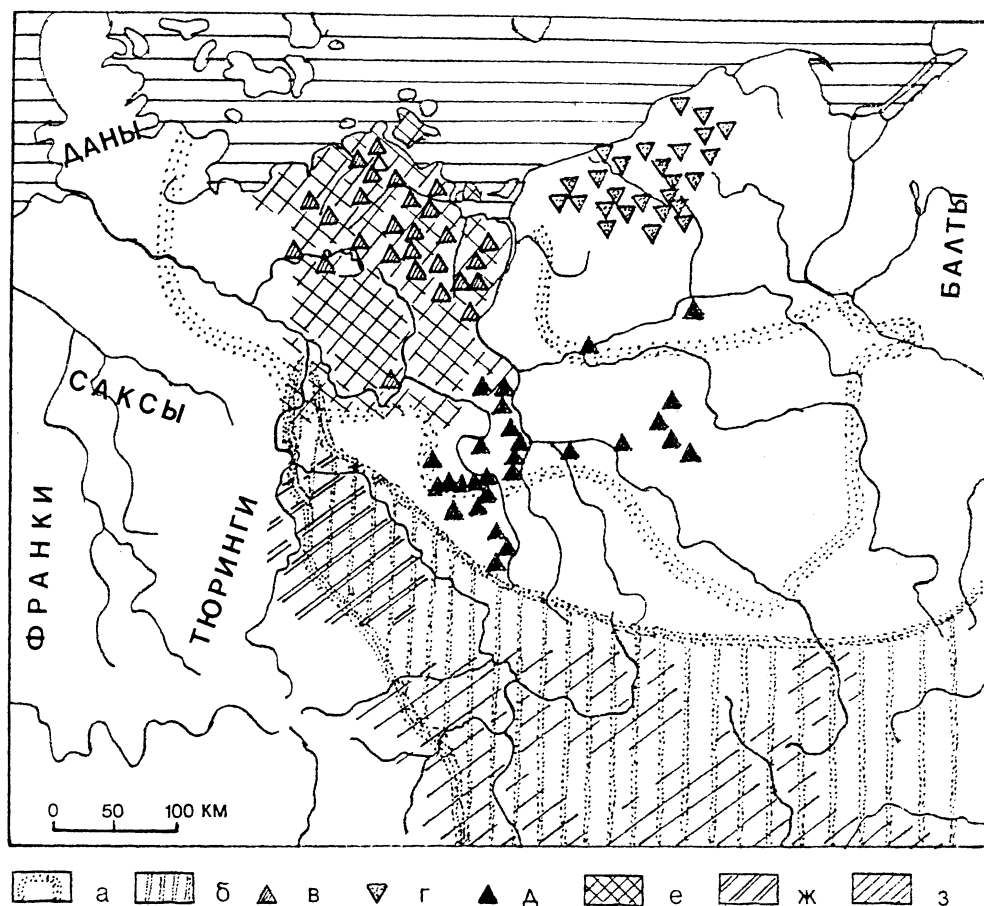 ДАНЫ
БАЛТЫ
САКСЫ
ФРАНКИ
ТЮРИНГИ
0 50 100 КМ
а б в г д е ж з